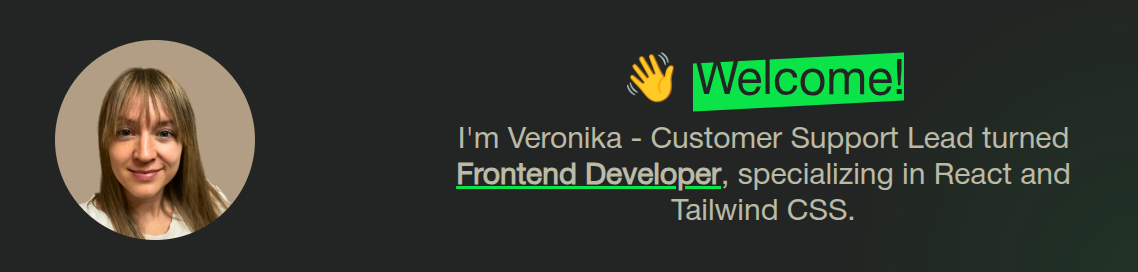 👋 Welcome!
I'm Veronika - Customer Support Lead turned
Frontend Developer, specializing in React and
Tailwind CSS.